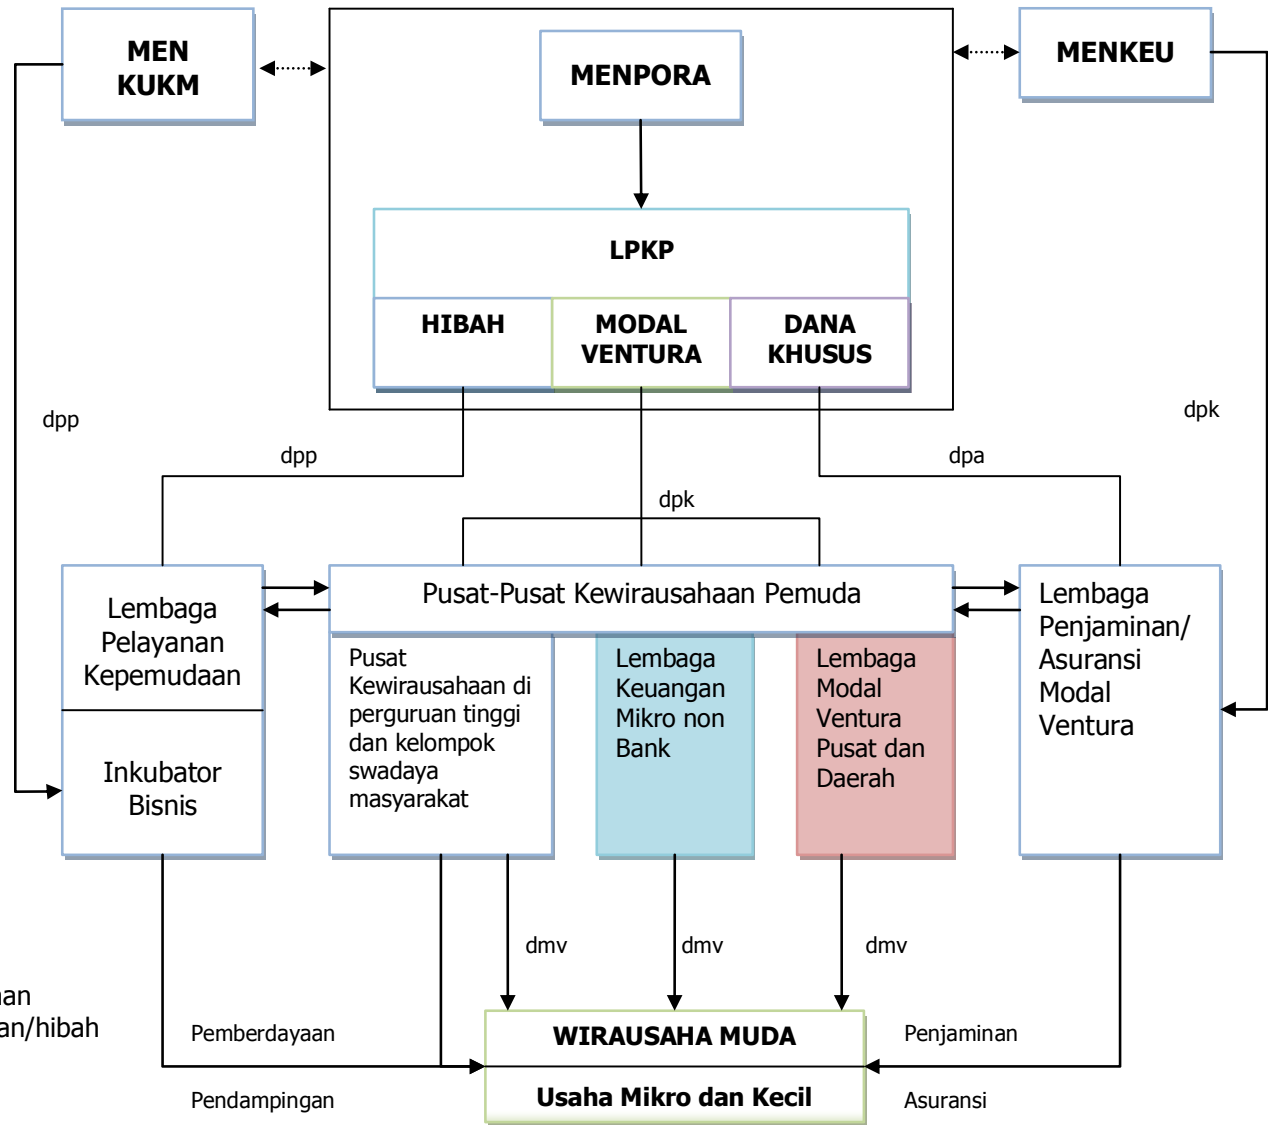 MEN
KUKM
MENPORA
MENKEU
LPKP
HIBAH
MODAL
VENTURA
DANA
KHUSUS
dpp
dpk
dpp
dpa
dpk
Lembaga
Pelayanan
Kepemudaan
Inkubator
Bisnis
Pusat-Pusat Kewirausahaan Pemuda
Pusat
Kewirausahaan di
perguruan tinggi
dan kelompok
swadaya
masyarakat
Lembaga
Keuangan
Mikro non
Bank
Lembaga
Modal
Ventura
Pusat dan
Daerah
Lembaga
Penjaminan/
Asuransi
Modal
Ventura
dmv
dmv
dmv
an/hibah
Pemberdayaan
Pendampingan
WIRAUSAHA MUDA
Usaha Mikro dan Kecil
Penjaminan
Asuransi